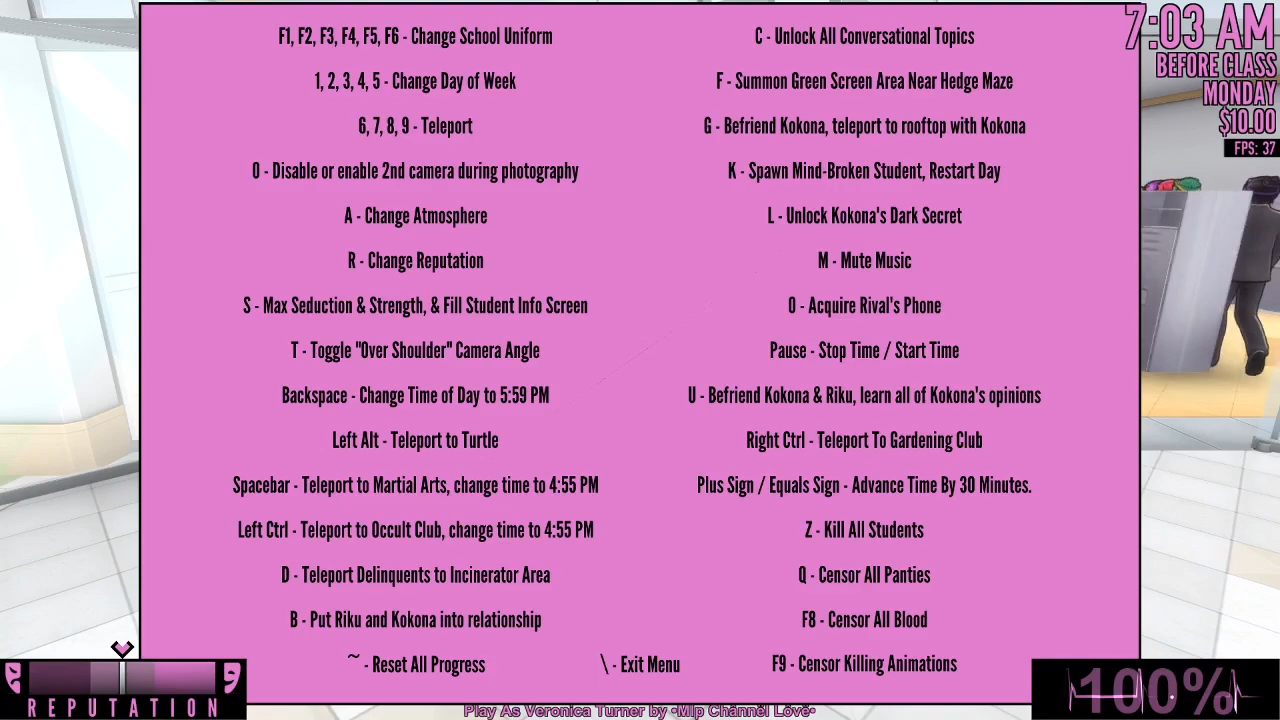 F1, F2, F3, F4, F5, F6 - Change School Uniform
1, 2, 3, 4, 5 - Change Day of Week
6, 7, 8, 9 - Teleport
0 - Disable or enable 2nd camera during photography
A - Change Atmosphere
R - Change Reputation
S - Max Seduction & Strength, & Fill Student Info Screen
T - Toggle "Over Shoulder" Camera Angle
Backspace - Change Time of Day to 5:59 PM
Left Alt - Teleport to Turtle
Spacebar - Teleport to Martial Arts, change time to 4:55 PM
Left Ctrl - Teleport to Occult Club, change time to 4:55 PM
D - Teleport Delinquents to Incinerator Area
B - Put Riku and Kokona into relationship
~ - Reset All Progress
\ - Exit Menu
C - Unlock All Conversational Topics
F - Summon Green Screen Area Near Hedge Maze
G - Befriend Kokona, teleport to rooftop with Kokona
K - Spawn Mind-Broken Student, Restart Day
L - Unlock Kokona's Dark Secret
M - Mute Music
O - Acquire Rival's Phone
Pause - Stop Time / Start Time
U - Befriend Kokona & Riku, learn all of Kokona's opinions
Right Ctrl - Teleport To Gardening Club
Plus Sign / Equals Sign - Advance Time By 30 Minutes.
Z - Kill All Students
Q - Censor All Panties
F8 - Censor All Blood
F9 - Censor Killing Animations
7:03 AM
BEFORE CLASS
MONDAY
$10.00
FPS: 37
REPUTATION
100%
Play As Veronica Turner by •Mlp Chännël Lövë•